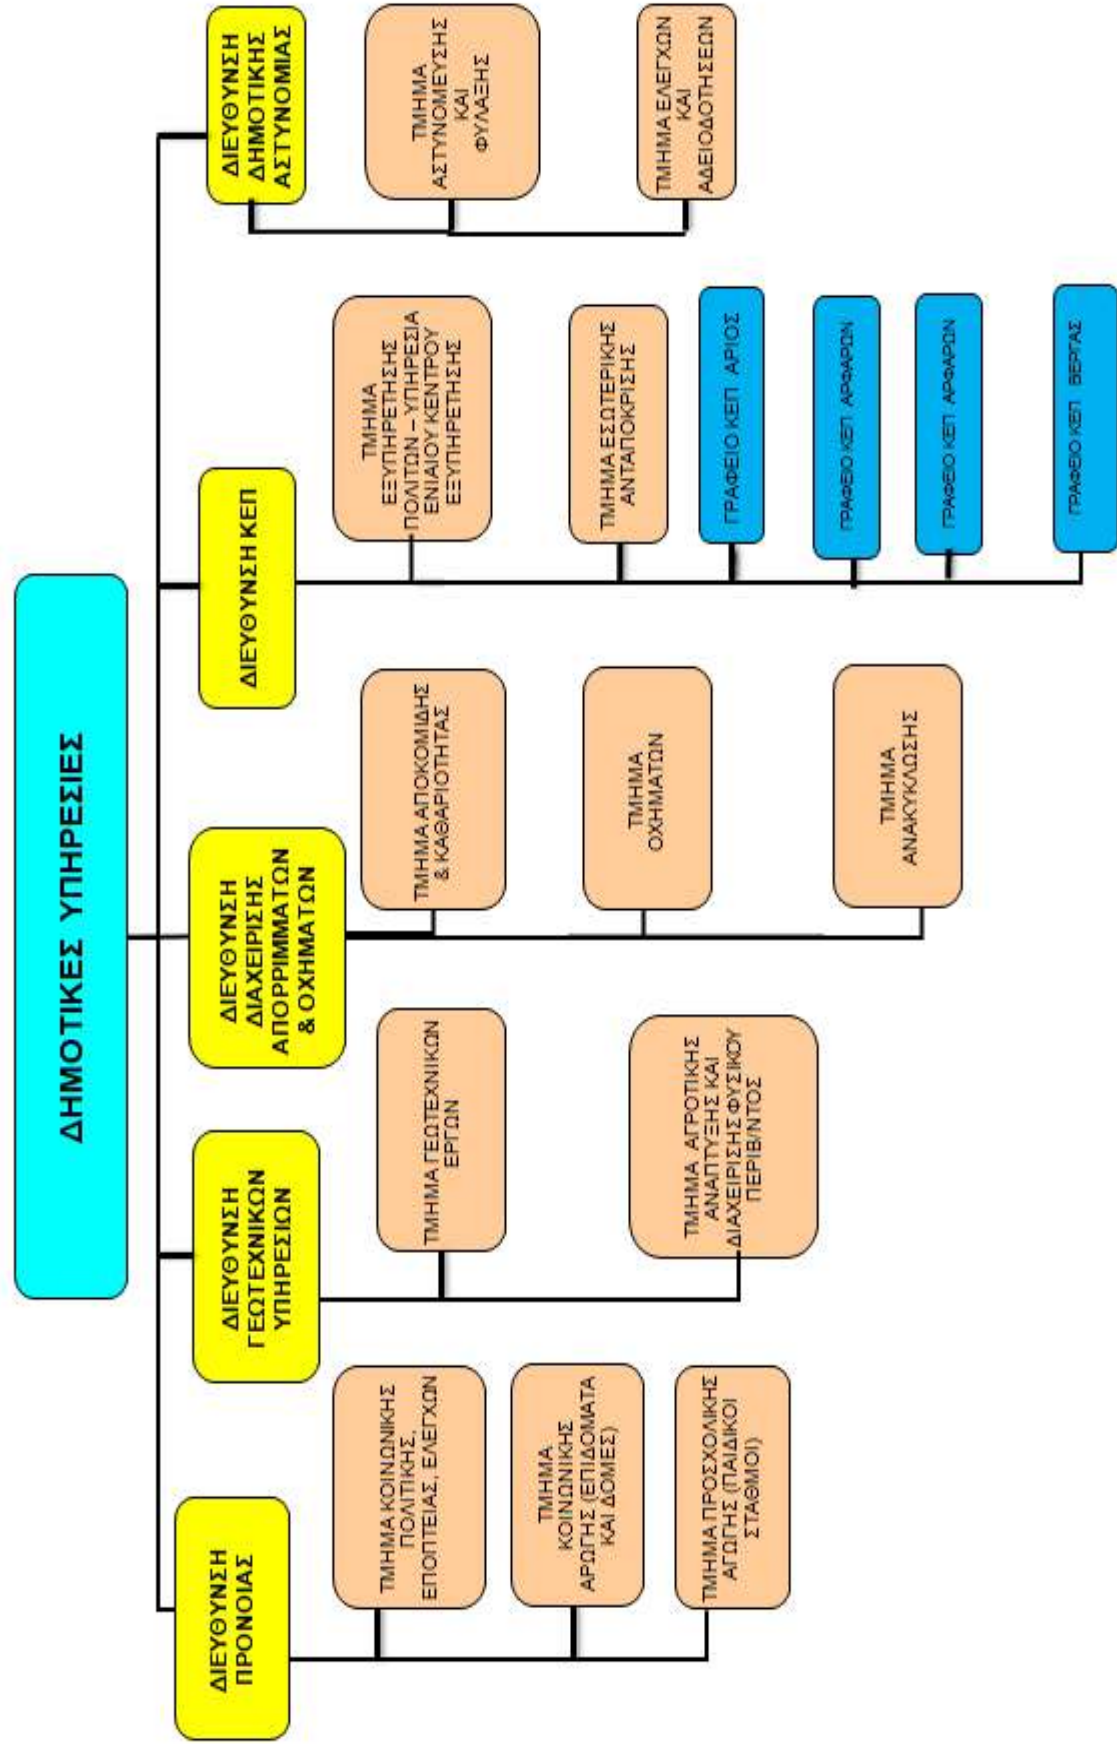 ΔΗΜΟΤΙΚΕΣ ΥΠΗΡΕΣΙΕΣ
ΔΙΕΥΘΥΝΣΗ
ΠΡΟΝΟΙΑΣ
ΤΜΗΜΑ ΚΟΙΝΩΝΙΚΗΣ
ΠΟΛΙΤΙΚΗΣ,
ΕΠΟΠΤΕΙΑΣ, ΕΛΕΓΧΩΝ
ΤΜΗΜΑ
ΚΟΙΝΩΝΙΚΗΣ
ΑΡΩΓΗΣ (ΕΠΙΔΟΜΑΤΑ
ΚΑΙ ΔΟΜΕΣ)
ΤΜΗΜΑ ΠΡΟΣΧΟΛΙΚΗΣ
ΑΓΩΓΗΣ (ΠΑΙΔΙΚΟΙ
ΣΤΑΘΜΟΙ)
ΔΙΕΥΘΥΝΣΗ
ΓΕΩΤΕΧΝΙΚΩΝ
ΥΠΗΡΕΣΙΩΝ
ΤΜΗΜΑ ΓΕΩΤΕΧΝΙΚΩΝ
ΕΡΓΩΝ
ΤΜΗΜΑ ΑΓΡΟΤΙΚΗΣ
ΑΝΑΠΤΥΞΗΣ ΚΑΙ
ΔΙΑΧΕΙΡΙΣΗΣ ΦΥΣΙΚΟΥ
ΠΕΡΙΒ/ΝΤΟΣ
ΔΙΕΥΘΥΝΣΗ
ΔΙΑΧΕΙΡΙΣΗΣ
ΑΠΟΡΡΙΜΜΑΤΩΝ
& ΟΧΗΜΑΤΩΝ
ΤΜΗΜΑ ΑΠΟΚΟΜΙΔΗΣ
& ΚΑΘΑΡΙΟΤΗΤΑΣ
ΤΜΗΜΑ
ΟΧΗΜΑΤΩΝ
ΤΜΗΜΑ
ΑΝΑΚΥΚΛΩΣΗΣ
ΔΙΕΥΘΥΝΣΗ ΚΕΠ
ΤΜΗΜΑ
ΕΞΥΠΗΡΕΤΗΣΗΣ
ΠΟΛΙΤΩΝ – ΥΠΗΡΕΣΙΑ
ΕΝΙΑΙΟΥ ΚΕΝΤΡΟΥ
ΕΞΥΠΗΡΕΤΗΣΗΣ
ΤΜΗΜΑ ΕΣΩΤΕΡΙΚΗΣ
ΑΝΤΑΠΟΚΡΙΣΗΣ
ΓΡΑΦΕΙΟ ΚΕΠ ΑΡΙΟΣ
ΓΡΑΦΕΙΟ ΚΕΠ ΑΡΦΑΡΩΝ
ΓΡΑΦΕΙΟ ΚΕΠ ΑΡΦΑΡΩΝ
ΓΡΑΦΕΙΟ ΚΕΠ ΒΕΡΓΑΣ
ΔΙΕΥΘΥΝΣΗ
ΔΗΜΟΤΙΚΗΣ
ΑΣΤΥΝΟΜΙΑΣ
ΤΜΗΜΑ
ΑΣΤΥΝΟΜΕΥΣΗΣ
ΚΑΙ
ΦΥΛΑΞΗΣ
ΤΜΗΜΑ ΕΛΕΓΧΩΝ
ΚΑΙ
ΑΔΕΙΟΔΟΤΗΣΕΩΝ